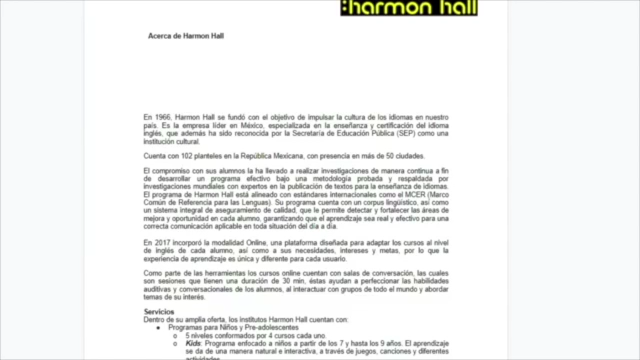 :harmon hall
Acerca de Harmon Hall
En 1966, Harmon Hall se fundó con el objetivo de impulsar la cultura de los idiomas en nuestro
país. Es la empresa líder en México, especializada en la enseñanza y certificación del idioma
inglés, que además ha sido reconocida por la Secretaría de Educación Pública (SEP) como una
institución cultural.
Cuenta con 102 planteles en la República Mexicana, con presencia en más de 50 ciudades.
El compromiso con sus alumnos la ha llevado a realizar investigaciones de manera continua a fin
de desarrollar un programa efectivo bajo una metodología probada y respaldada por
investigaciones mundiales con expertos en la publicación de textos para la enseñanza de idiomas.
El programa de Harmon Hall está alineado con estándares internacionales como el MCER (Marco
Común de Referencia para las Lenguas). Su programa cuenta con un corpus lingüístico, así como
un sistema integral de aseguramiento de calidad, que le permite detectar y fortalecer las áreas de
mejora y oportunidad en cada alumno, garantizando que el aprendizaje sea real y efectivo para una
correcta comunicación aplicable en toda situación del día a día.
En 2017 incorporó la modalidad Online, una plataforma diseñada para adaptar los cursos al nivel
de inglés de cada alumno, así como a sus necesidades, intereses y metas, por lo que la
experiencia de aprendizaje es única y diferente para cada usuario.
Como parte de las herramientas los cursos online cuentan con salas de conversación, las cuales
son sesiones que tienen una duración de 30 min, éstas ayudan a perfeccionar las habilidades
auditivas y conversacionales de los alumnos, al interactuar con grupos de todo el mundo y abordar
temas de su interés.
Servicios
Dentro de su amplia oferta, los institutos Harmon Hall cuentan con:
• Programas para Niños y Pre-adolescentes
o 5 niveles conformados por 4 cursos cada uno.
o Kids: Programa enfocado a niños a partir de los 7 y hasta los 9 años. El aprendizaje
se da de una manera natural e interactiva, a través de juegos, canciones y diferentes